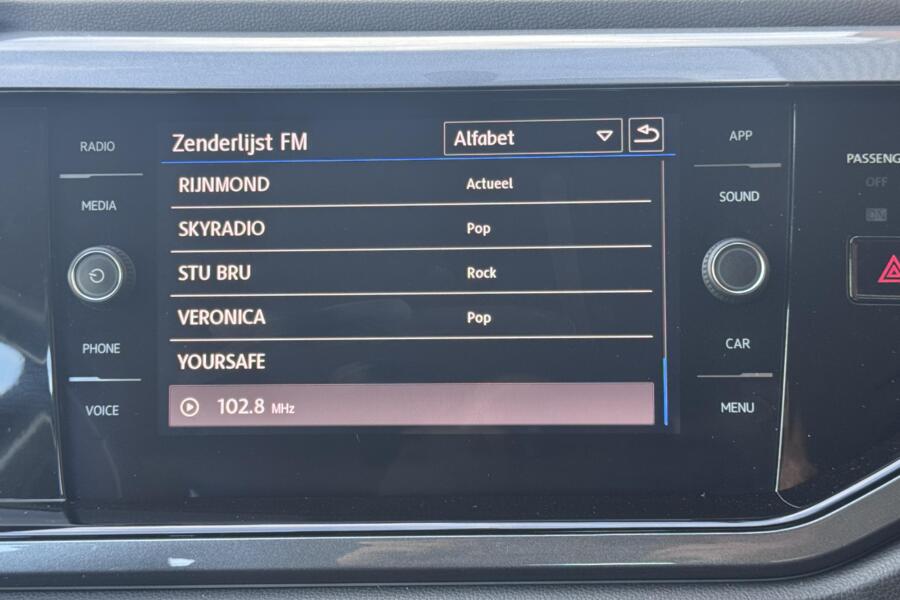 RADIO
MEDIA
PHONE
VOICE
Zenderlijst FM
Alfabet
RIJNMOND Actueel
SKYRADIO Pop
STU BRU Rock
VERONICA Pop
YOURSAFE
102.8 MHz
APP
SOUND
CAR
MENU
PASSENG
OFF
ON